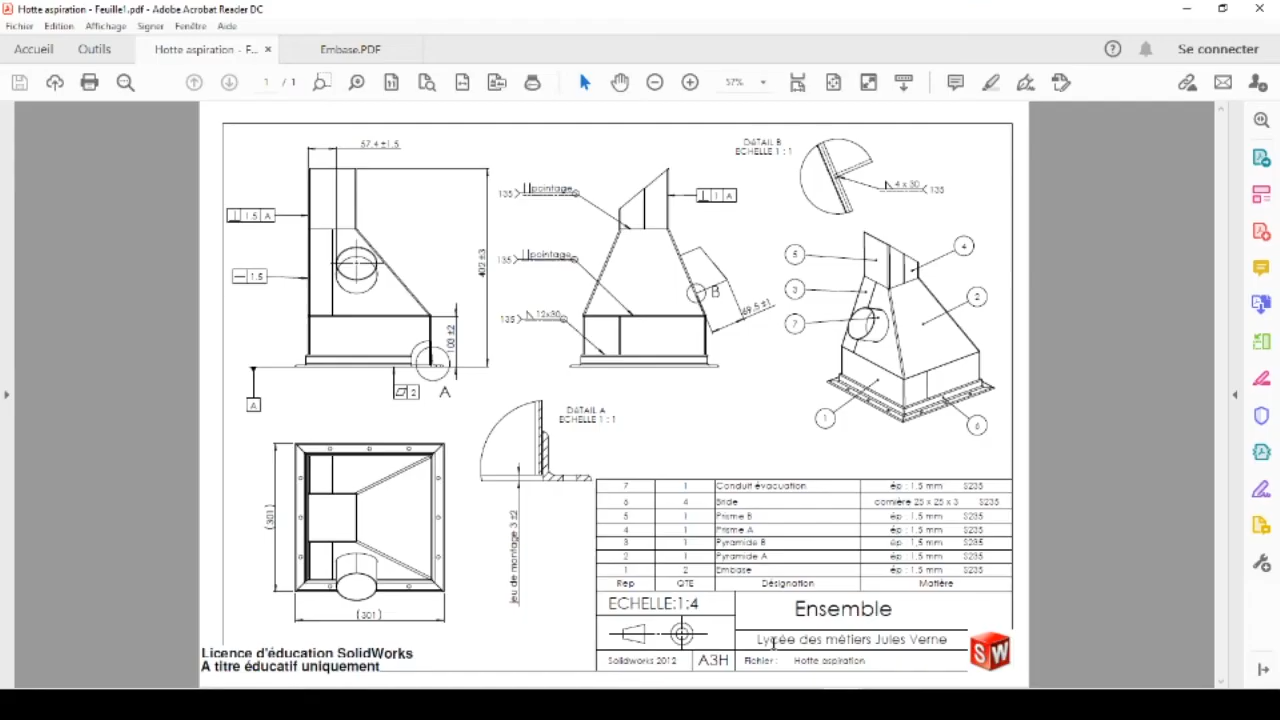 Hotte aspiration - Feuille1.pdf - Adobe Acrobat Reader DC
Fichier Edition Affichage Signer Fenêtre Aide
Accueil Outils Hotte aspiration - F... × Embase.PDF Se connecter
1 / 1 57%
57.4 ±1.5
1.5 A
1.5
402 ±3
103 ±2
A
2
A
135 pointage
135 pointage
135 12x30
1 A
B
69.5 ±1
DÉTAIL B
ECHELLE 1 : 1
4 x 30 135
5
4
3
2
7
1
6
DÉTAIL A
ECHELLE 1 : 1
jeu de montage 3 ±2
(301)
(301)
7 1 Conduit évacuation ép : 1.5 mm S235
6 4 Bride cornière 25 x 25 x 3 S235
5 1 Prisme B ép : 1.5 mm S235
4 1 Prisme A ép : 1.5 mm S235
3 1 Pyramide B ép : 1,5 mm S235
2 1 Pyramide A ép : 1.5 mm S235
1 2 Embase ép : 1.5 mm S235
Rep QTE Désignation Matière
ECHELLE:1:4
Ensemble
Lycée des métiers Jules Verne
Solidworks 2012 A3H Fichier : Hotte aspiration
SW
Licence d'éducation SolidWorks
A titre éducatif uniquement